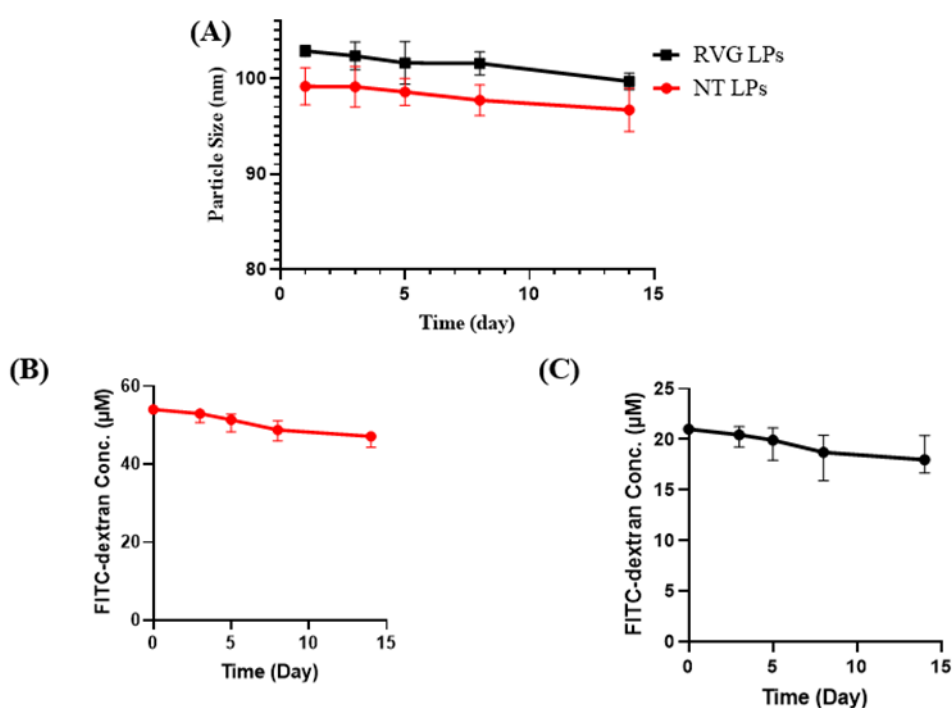 (A)
RVG LPs
NT LPs
Particle Size (nm)
100
90
80
0
5
10
15
Time (day)
(B)
FITC-dextran Conc. (µM)
60
40
20
0
0
5
10
15
Time (Day)
(C)
FITC-dextran Conc. (µM)
25
20
15
10
5
0
0
5
10
15
Time (Day)